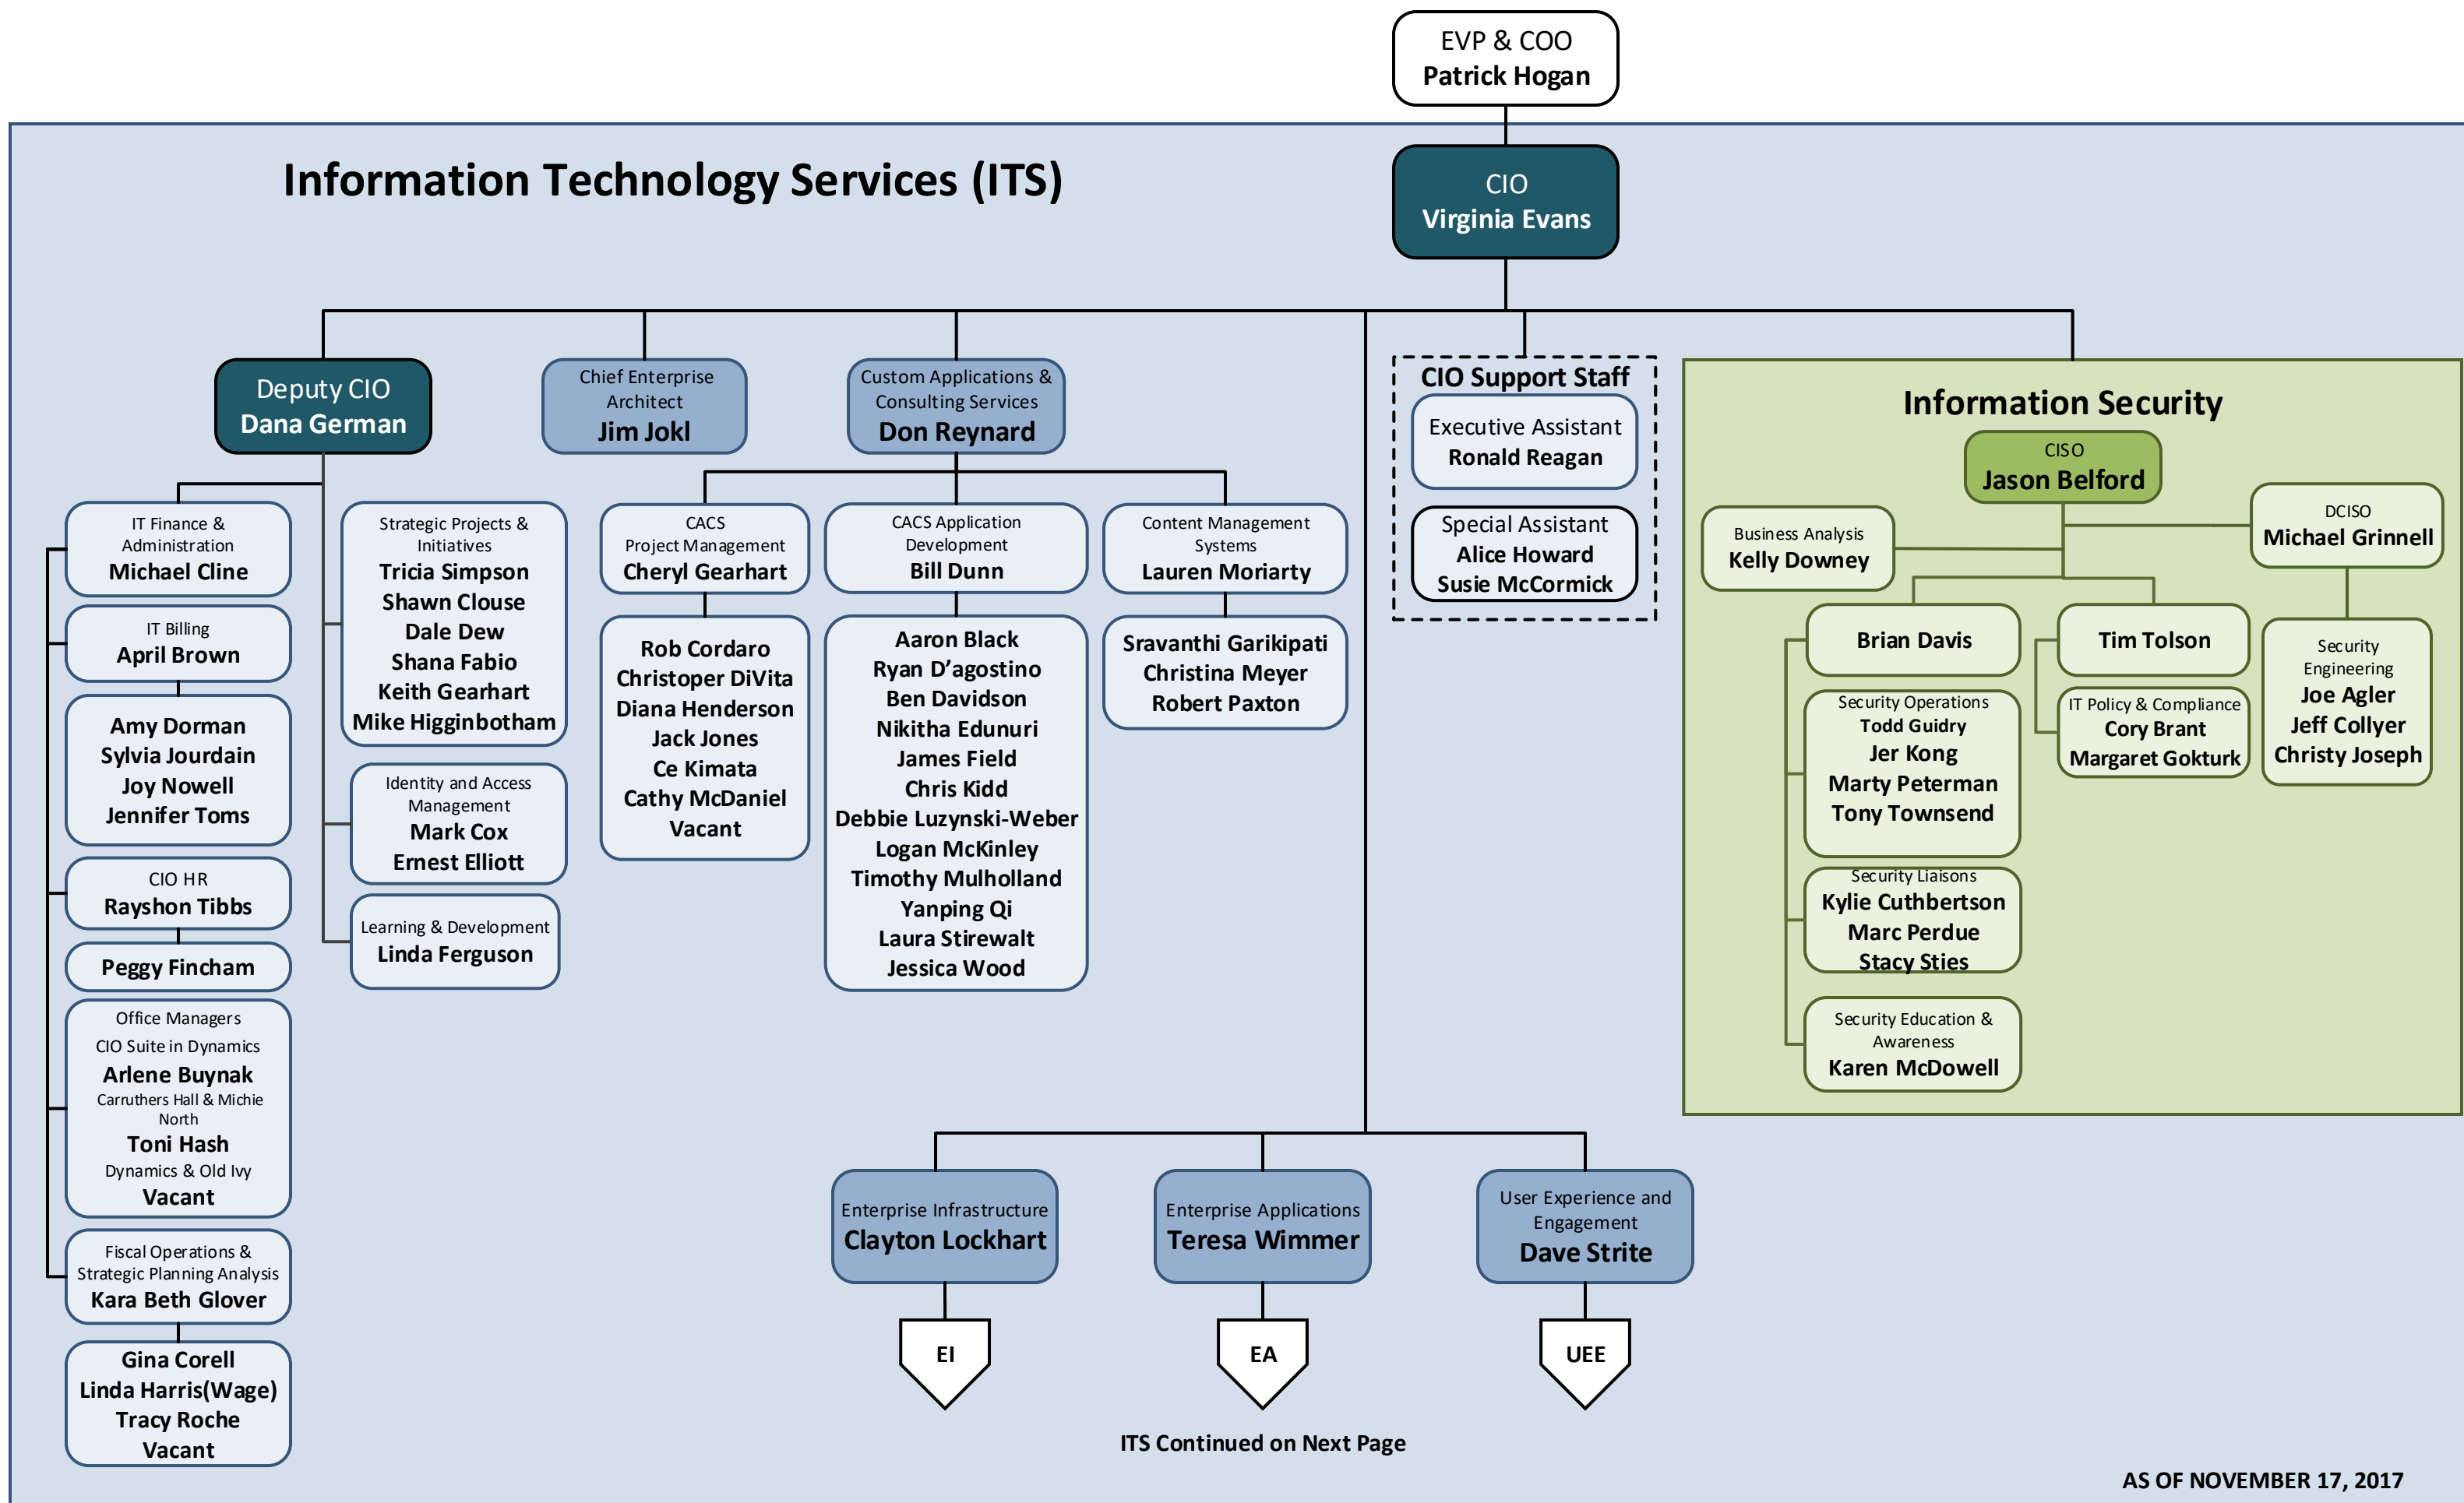 EVP & COO
Patrick Hogan
Information Technology Services (ITS)
CIO
Virginia Evans
Deputy CIO
Dana German
Chief Enterprise
Architect
Jim Jokl
Custom Applications &
Consulting Services
Don Reynard
CIO Support Staff
Executive Assistant
Ronald Reagan
Special Assistant
Alice Howard
Susie McCormick
Information Security
CISO
Jason Belford
DCISO
Michael Grinnell
Business Analysis
Kelly Downey
IT Finance &
Administration
Michael Cline
IT Billing
April Brown
Amy Dorman
Sylvia Jourdain
Joy Nowell
Jennifer Toms
CIO HR
Rayshon Tibbs
Peggy Fincham
Office Managers
CIO Suite in Dynamics
Arlene Buynak
Carruthers Hall & Michie
North
Toni Hash
Dynamics & Old Ivy
Vacant
Fiscal Operations &
Strategic Planning Analysis
Kara Beth Glover
Gina Corell
Linda Harris(Wage)
Tracy Roche
Vacant
Strategic Projects &
Initiatives
Tricia Simpson
Shawn Clouse
Dale Dew
Shana Fabio
Keith Gearhart
Mike Higginbotham
Identity and Access
Management
Mark Cox
Ernest Elliott
Learning & Development
Linda Ferguson
CACS
Project Management
Cheryl Gearhart
Rob Cordaro
Christoper DiVita
Diana Henderson
Jack Jones
Ce Kimata
Cathy McDaniel
Vacant
CACS Application
Development
Bill Dunn
Aaron Black
Ryan D’agostino
Ben Davidson
Nikitha Edunuri
James Field
Chris Kidd
Debbie Luzynski-Weber
Logan McKinley
Timothy Mulholland
Yanping Qi
Laura Stirewalt
Jessica Wood
Content Management
Systems
Lauren Moriarty
Sravanthi Garikipati
Christina Meyer
Robert Paxton
Brian Davis
Security Operations
Todd Guidry
Jer Kong
Marty Peterman
Tony Townsend
Security Liaisons
Kylie Cuthbertson
Marc Perdue
Stacy Sties
Security Education &
Awareness
Karen McDowell
Tim Tolson
IT Policy & Compliance
Cory Brant
Margaret Gokturk
Security
Engineering
Joe Agler
Jeff Collyer
Christy Joseph
Enterprise Infrastructure
Clayton Lockhart
Enterprise Applications
Teresa Wimmer
User Experience and
Engagement
Dave Strite
EI
EA
UEE
ITS Continued on Next Page
AS OF NOVEMBER 17, 2017